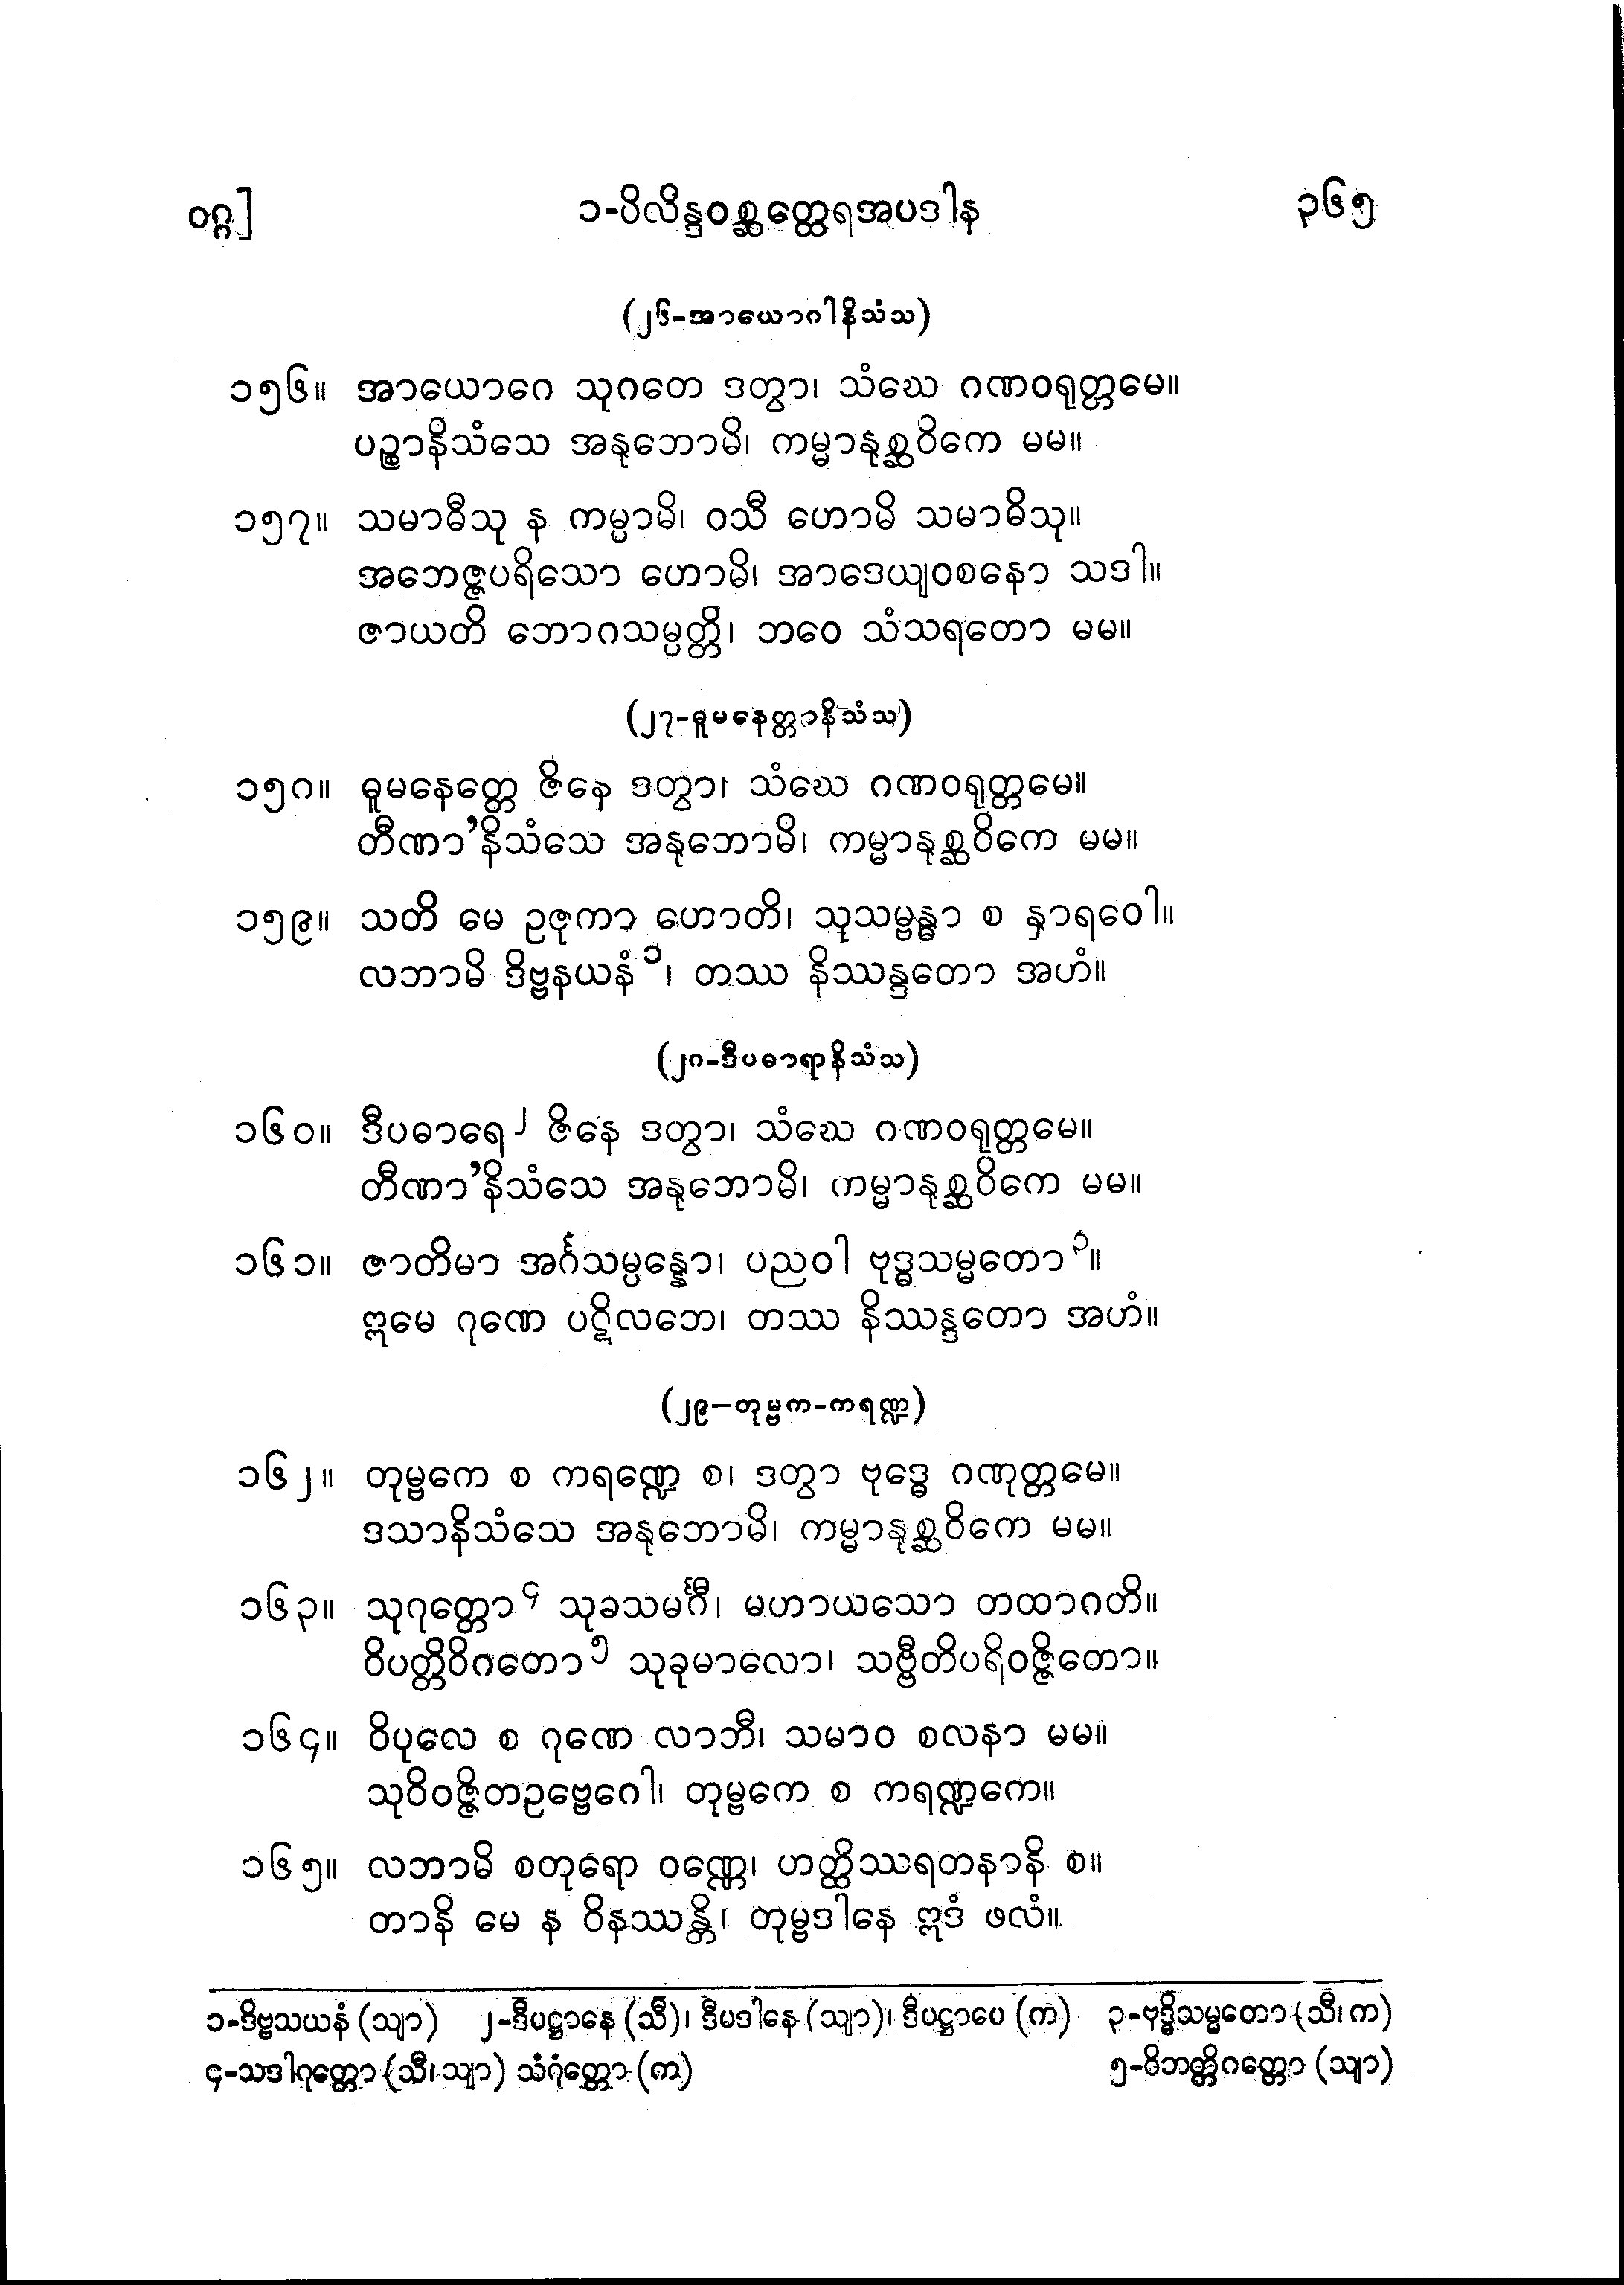 ဝဂ္ဂ] ၁-ပိလိန္ဒဝစ္ဆတ္ထေရအပဒါန ၃၆၅
(၂၆-အာယောဂါနိသံသ)
၁၅၆။ အာယောဂေ သုဂတေ ဒတွာ၊ သံဃေ ဂဏဝရုတ္တမေ။
ပဉ္စာနိသံသေ အနုဘောမိ၊ ကမ္မာနုစ္ဆဝိကေ မမ။
၁၅၇။ သမာဓီသု န ကမ္ပာမိ၊ ဝသီ ဟောမိ သမာဓိသု။
အဘေဇ္ဇပရိသော ဟောမိ၊ အာဒေယျဝစနော သဒါ။
ဇာယတိ ဘောဂသမ္ပတ္တိ၊ ဘဝေ သံသရတော မမ။
(၂၇-ဓူမနေတ္တာနိသံသ)
၁၅၈။ ဓူမနေတ္တေ ဇိနေ ဒတွာ၊ သံဃေ ဂဏဝရုတ္တမေ။
တီဏာ’နိသံသေ အနုဘောမိ၊ ကမ္မာနုစ္ဆဝိကေ မမ။
၁၅၉။ သတိ မေ ဥဇုကာ ဟောတိ၊ သုသမ္ဗန္ဓာ စ နှာရဝေါ။
လဘာမိ ဒိဗ္ဗနယနံ၁၊ တဿ နိဿန္ဒတော အဟံ။
(၂၈-ဒီပဓာရာနိသံသ)
၁၆၀။ ဒီပဓာရေ၂ ဇိနေ ဒတွာ၊ သံဃေ ဂဏဝရုတ္တမေ။
တီဏာ’နိသံသေ အနုဘောမိ၊ ကမ္မာနုစ္ဆဝိကေ မမ။
၁၆၁။ ဇာတိမာ အင်္ဂသမ္ပန္နော၊ ပညဝါ ဗုဒ္ဓသမ္မတော၃။
ဣမေ ဂုဏေ ပဋိလဘေ၊ တဿ နိဿန္ဒတော အဟံ။
(၂၉-တုမ္ဗက-ကရဏ္ဍ)
၁၆၂။ တုမ္ဗကေ စ ကရဏ္ဍေ စ၊ ဒတွာ ဗုဒ္ဓေ ဂဏုတ္တမေ။
ဒသာနိသံသေ အနုဘောမိ၊ ကမ္မာနုစ္ဆဝိကေ မမ။
၁၆၃။ သုဂုတ္တော၄ သုခသမင်္ဂီ၊ မဟာယသော တထာဂတိ။
ဝိပတ္တိဝိဂတော၅ သုခုမာလော၊ သဗ္ဗီတိပရိဝဇ္ဇိတော။
၁၆၄။ ဝိပုလေ စ ဂုဏေ လာဘီ၊ သမာဝ စလနာ မမ။
သုဝိဝဇ္ဇိတဥဗ္ဗေဂေါ၊ တုမ္ဗကေ စ ကရဏ္ဍကေ။
၁၆၅။ လဘာမိ စတုရော ဝဏ္ဏေ၊ ဟတ္ထိဿရတနာနိ စ။
တာနိ မေ န ဝိနဿန္တိ၊ တုမ္ဗဒါနေ ဣဒံ ဖလံ။
၁-ဒိဗ္ဗသယနံ (သျာ) ၂-ဒီပဋ္ဌာနေ (သီ)၊ ဒီမဒါနေ (သျာ)၊ ဒီပဋ္ဌာပေ (က) ၃-ဗုဒ္ဓိသမ္မတော (သီ၊ က)
၄-သဒါဂုတ္တော (သီ၊ သျာ) သံဂုံတ္တော (က) ၅-ဝိဘတ္တိဂတ္တော (သျာ)